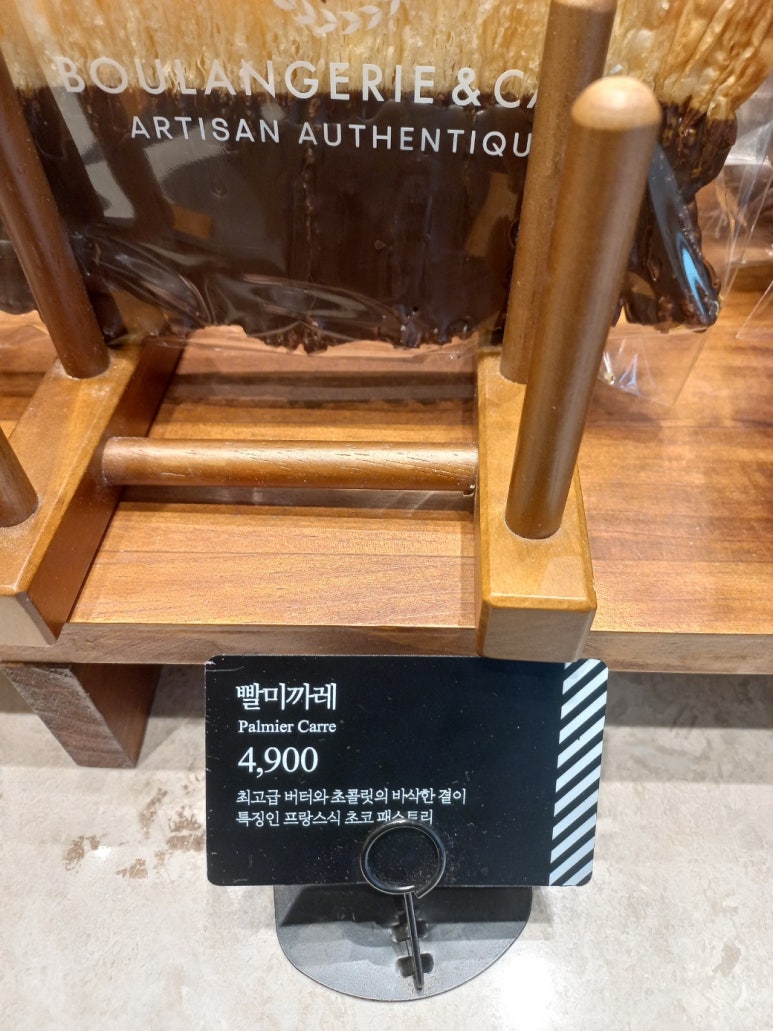 BOULANGERIE & CA
ARTISAN AUTHENTIQU
빨미까레
Palmier Carre
4,900
최고급 버터와 초콜릿의 바삭한 결이
특징인 프랑스식 초코 패스트리